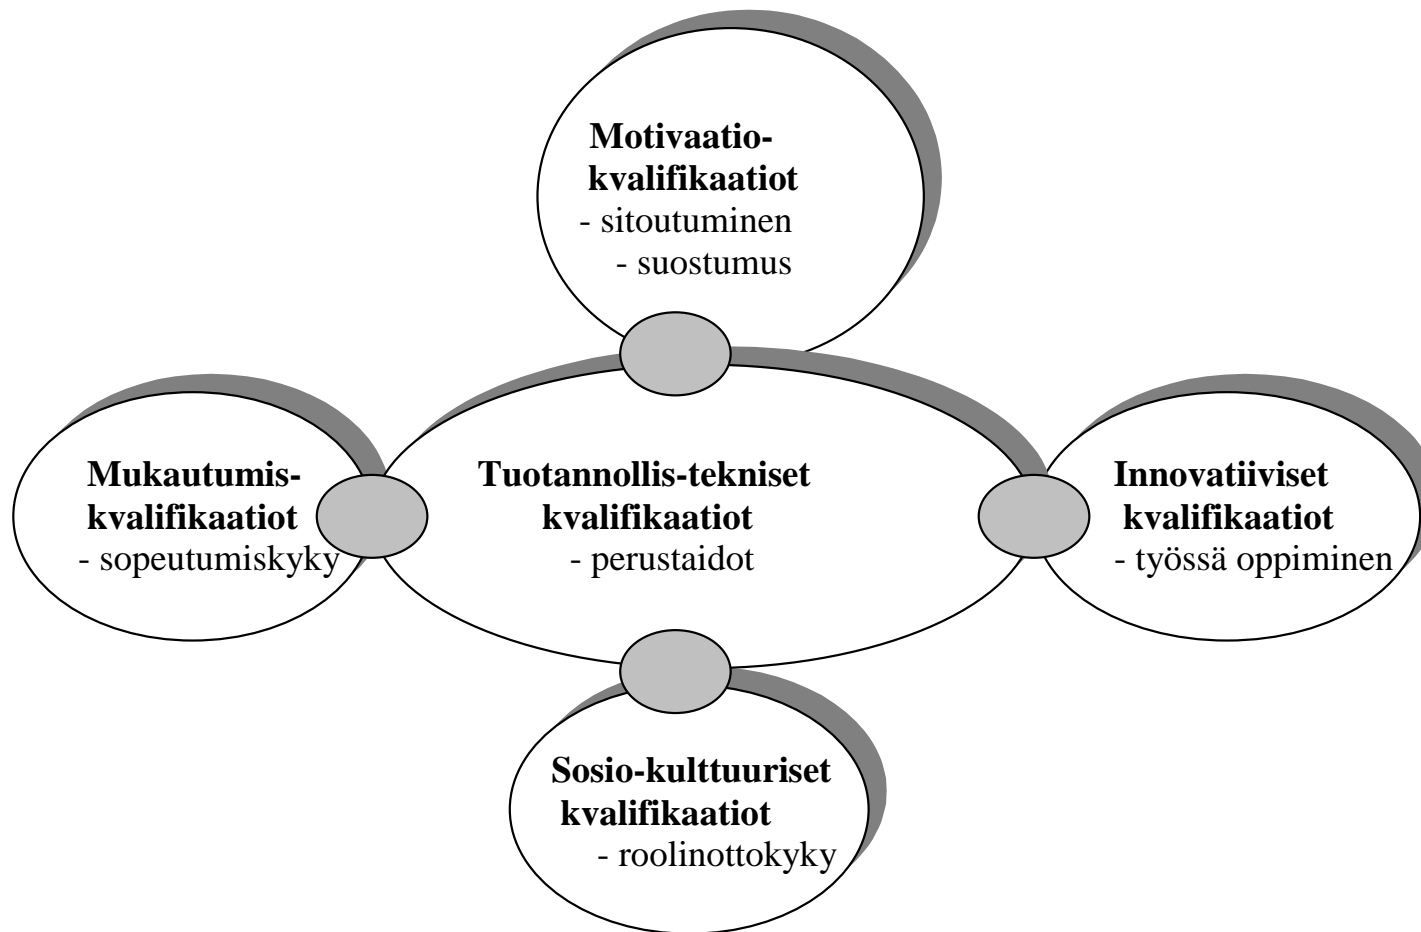 Motivaatio-
kvalifikaatiot
- sitoutuminen
- suostumus
Mukautumis-
kvalifikaatiot
- sopeutumiskyky
Tuotannollis-tekniset
kvalifikaatiot
- perustaidot
Innovatiiviset
kvalifikaatiot
- työssä oppiminen
Sosio-kulttuuriset
kvalifikaatiot
- roolinottokyky